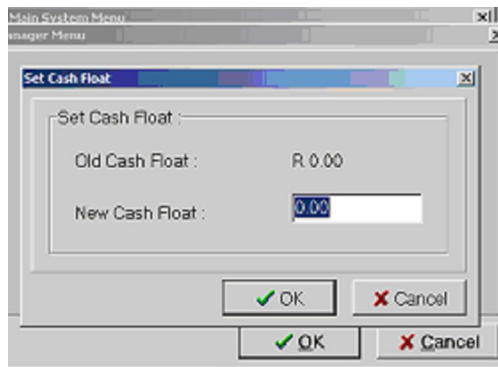 Main System Menu
anager Menu
Set Cash Float
Set Cash Float :
Old Cash Float : R 0.00
New Cash Float : 0.00
OK Cancel
OK Cancel